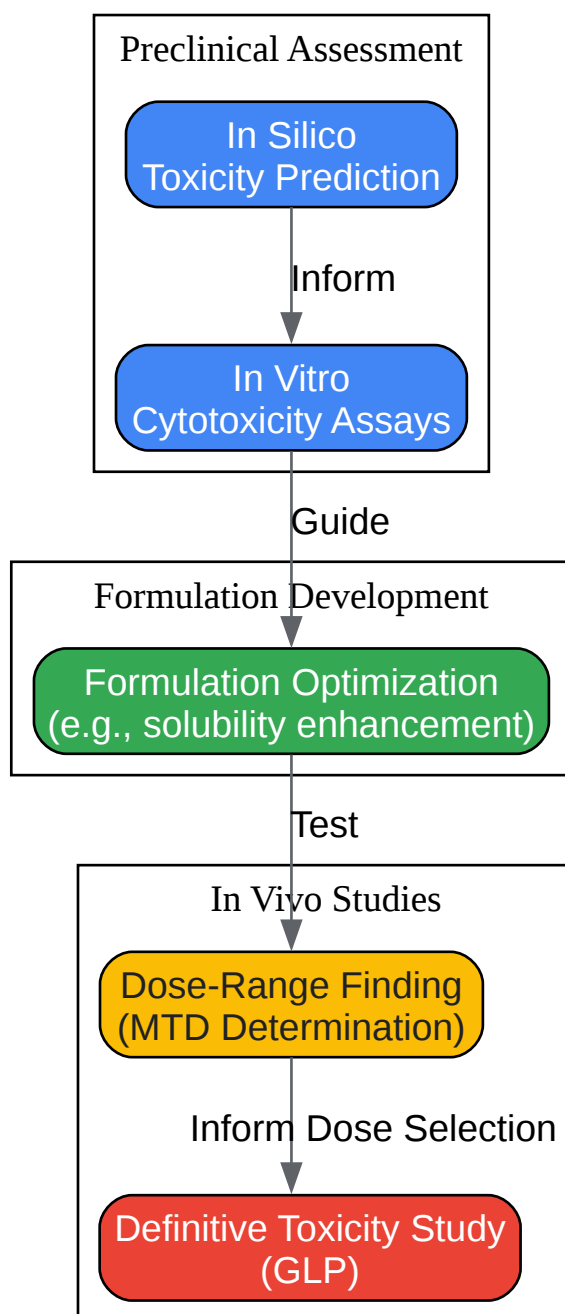 Preclinical Assessment
In Silico
Toxicity Prediction
Inform
In Vitro
Cytotoxicity Assays
Guide
Formulation Development
Formulation Optimization
(e.g., solubility enhancement)
Test
In Vivo Studies
Dose-Range Finding
(MTD Determination)
Inform Dose Selection
Definitive Toxicity Study
(GLP)